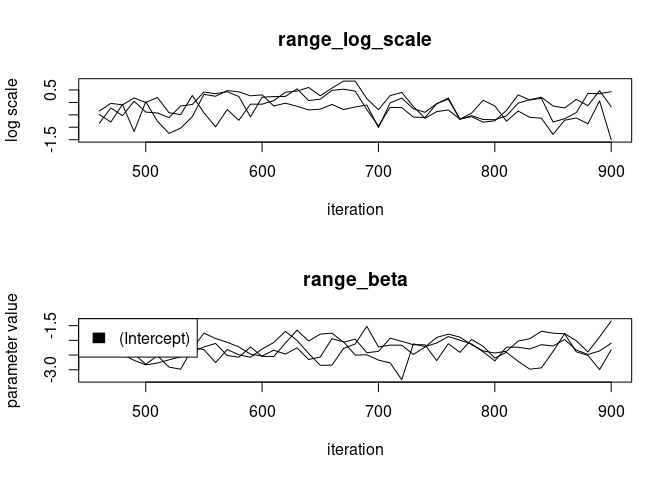 range_log_scale
log scale
0.5
-1.5
500 600 700 800 900
iteration
range_beta
parameter value
-1.5
-3.0
(Intercept)
500 600 700 800 900
iteration